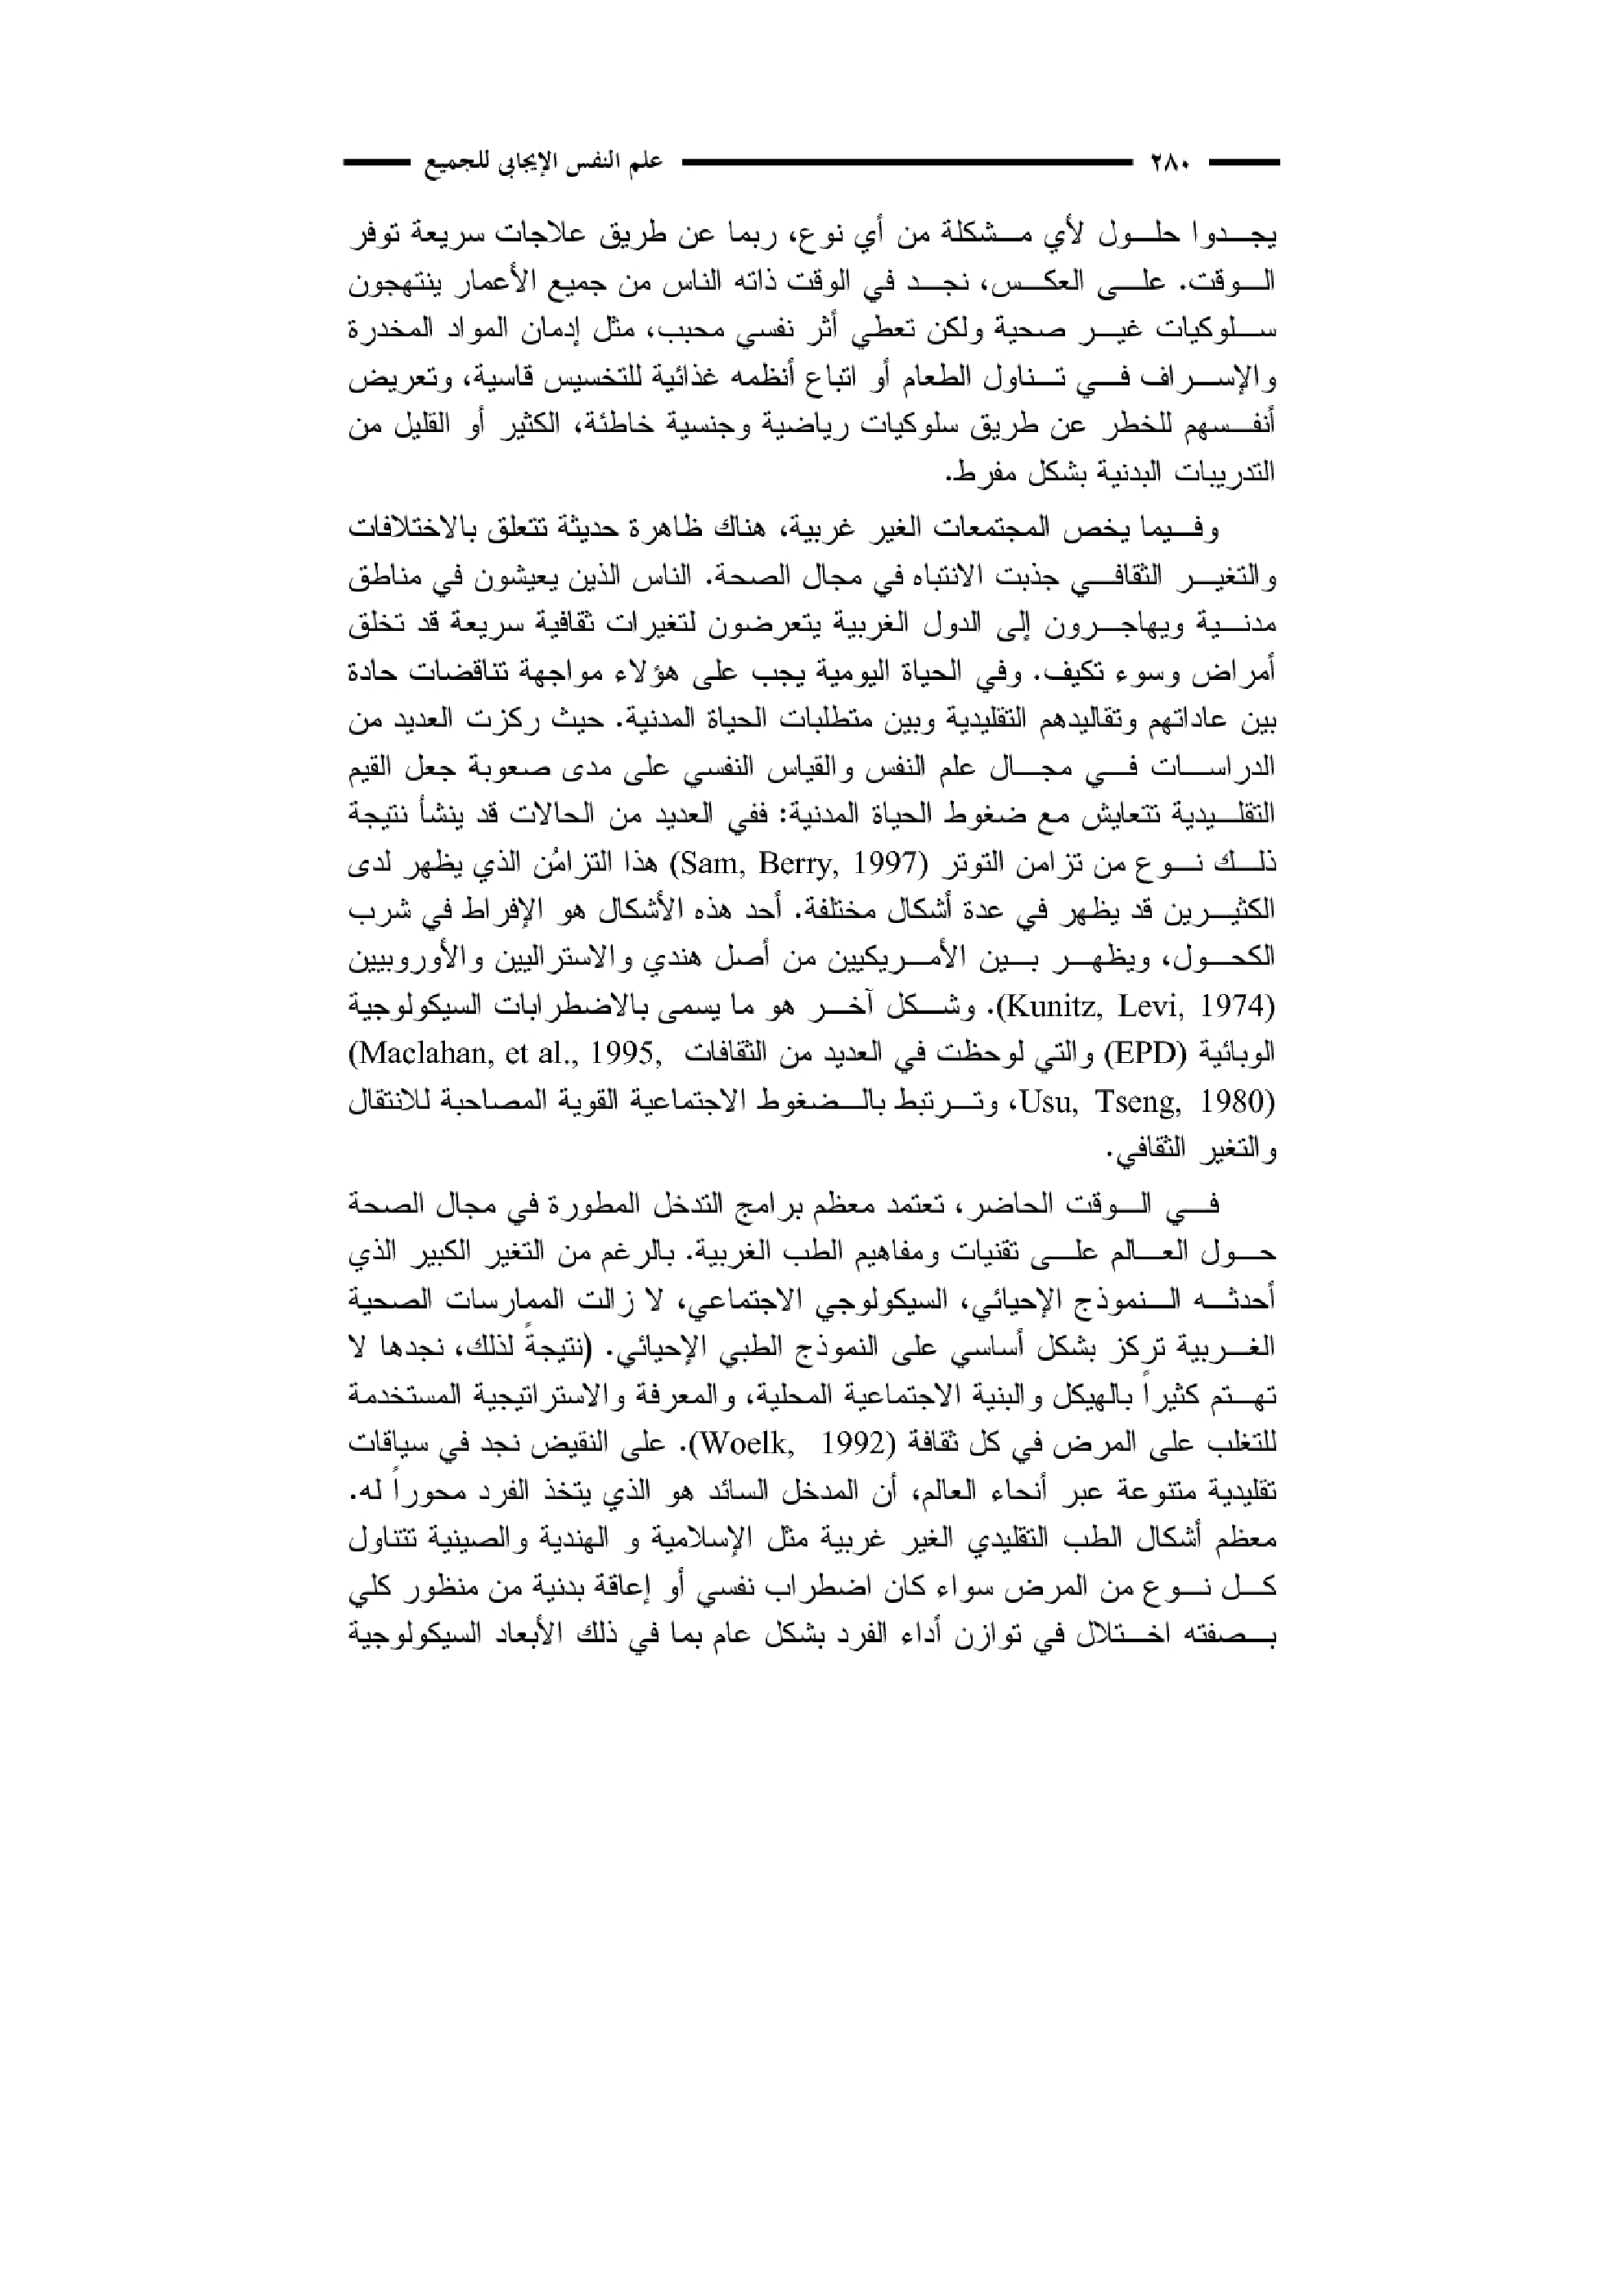 ٢٨٠ علم النفس الإيجابي للجميع
يجدوا حلول لأي مشكلة من أي نوع، ربما عن طريق علاجات سريعة توفر
الوقت. على العكس، نجد في الوقت ذاته الناس من جميع الأعمار ينتهجون
سلوكيات غير صحية ولكن تعطي أثر نفسي محبب، مثل إدمان المواد المخدرة
والإسراف في تناول الطعام أو اتباع أنظمه غذائية للتخسيس قاسية، وتعريض
أنفسهم للخطر عن طريق سلوكيات رياضية وجنسية خاطئة، الكثير أو القليل من
التدريبات البدنية بشكل مفرط.
وفيما يخص المجتمعات الغير غربية، هناك ظاهرة حديثة تتعلق بالاختلافات
والتغير الثقافي جذبت الانتباه في مجال الصحة. الناس الذين يعيشون في مناطق
مدنية ويهاجرون إلى الدول الغربية يتعرضون لتغيرات ثقافية سريعة قد تخلق
أمراض وسوء تكيف. وفي الحياة اليومية يجب على هؤلاء مواجهة تناقضات حادة
بين عاداتهم وتقاليدهم التقليدية وبين متطلبات الحياة المدنية. حيث ركزت العديد من
الدراسات في مجال علم النفس والقياس النفسي على مدى صعوبة جعل القيم
التقليدية تتعايش مع ضغوط الحياة المدنية: ففي العديد من الحالات قد ينشأ نتيجة
ذلك نوع من تزامن التوتر (Sam, Berry, 1997) هذا التزامُن الذي يظهر لدى
الكثيرين قد يظهر في عدة أشكال مختلفة. أحد هذه الأشكال هو الإفراط في شرب
الكحول، ويظهر بين الأمريكيين من أصل هندي والاستراليين والأوروبيين
(Kunitz, Levi, 1974). وشكل آخر هو ما يسمى بالاضطرابات السيكولوجية
الوبائية (EPD) والتي لوحظت في العديد من الثقافات (Maclahan, et al., 1995,
Usu, Tseng, 1980)، وترتبط بالضغوط الاجتماعية القوية المصاحبة للانتقال
والتغير الثقافي.
في الوقت الحاضر، تعتمد معظم برامج التدخل المطورة في مجال الصحة
حول العالم على تقنيات ومفاهيم الطب الغربية. بالرغم من التغير الكبير الذي
أحدثه النموذج الإحيائي، السيكولوجي الاجتماعي، لا زالت الممارسات الصحية
الغربية تركز بشكل أساسي على النموذج الطبي الإحيائي. (نتيجةً لذلك، نجدها لا
تهتم كثيراً بالهيكل والبنية الاجتماعية المحلية، والمعرفة والاستراتيجية المستخدمة
للتغلب على المرض في كل ثقافة (Woelk, 1992). على النقيض نجد في سياقات
تقليدية متنوعة عبر أنحاء العالم، أن المدخل السائد هو الذي يتخذ الفرد محوراً له.
معظم أشكال الطب التقليدي الغير غربية مثل الإسلامية و الهندية والصينية تتناول
كل نوع من المرض سواء كان اضطراب نفسي أو إعاقة بدنية من منظور كلي
بصفته اختلال في توازن أداء الفرد بشكل عام بما في ذلك الأبعاد السيكولوجية